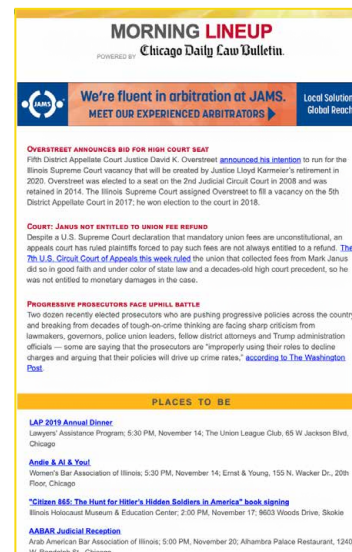 MORNING LINEUP
POWERED BY Chicago Daily Law Bulletin.
JAMS
We're fluent in arbitration at JAMS.
MEET OUR EXPERIENCED ARBITRATORS
Local Solution
Global Reach
OVERSTREET ANNOUNCES BID FOR HIGH COURT SEAT
Fifth District Appellate Court Justice David K. Overstreet announced his intention to run for the
Illinois Supreme Court vacancy that will be created by Justice Lloyd Karmeier's retirement in
2020. Overstreet was elected to a seat on the 2nd Judicial Circuit Court in 2008 and was
retained in 2014. The Illinois Supreme Court assigned Overstreet to fill a vacancy on the 5th
District Appellate Court in 2017; he won election to the court in 2018.
COURT: JANUS NOT ENTITLED TO UNION FEE REFUND
Despite a U.S. Supreme Court declaration that mandatory union fees are unconstitutional, an
appeals court has ruled plaintiffs forced to pay such fees are not always entitled to a refund. The
7th U.S. Circuit Court of Appeals this week ruled the union that collected fees from Mark Janus
did so in good faith and under color of state law and a decades-old high court precedent, so he
was not entitled to monetary damages in the case.
PROGRESSIVE PROSECUTORS FACE UPHILL BATTLE
Two dozen recently elected prosecutors who are pushing progressive policies across the country
and breaking from decades of tough-on-crime thinking are facing sharp criticism from
lawmakers, governors, police union leaders, fellow district attorneys and Trump administration
officials — some are saying that the prosecutors are "improperly using their roles to decline
charges and arguing that their policies will drive up crime rates," according to The Washington
Post.
PLACES TO BE
LAP 2019 Annual Dinner
Lawyers' Assistance Program; 5:30 PM, November 14; The Union League Club, 65 W Jackson Blvd,
Chicago
Andie & Al & You!
Women's Bar Association of Illinois; 5:30 PM, November 14; Ernst & Young, 155 N. Wacker Dr., 20th
Floor, Chicago
"Citizen 865: The Hunt for Hitler's Hidden Soldiers in America" book signing
Illinois Holocaust Museum & Education Center; 2:00 PM, November 17; 9603 Woods Drive, Skokie
AABAR Judicial Reception
Arab American Bar Association of Illinois; 5:00 PM, November 20; Alhambra Palace Restaurant, 1240
W. Randolph St., Chicago